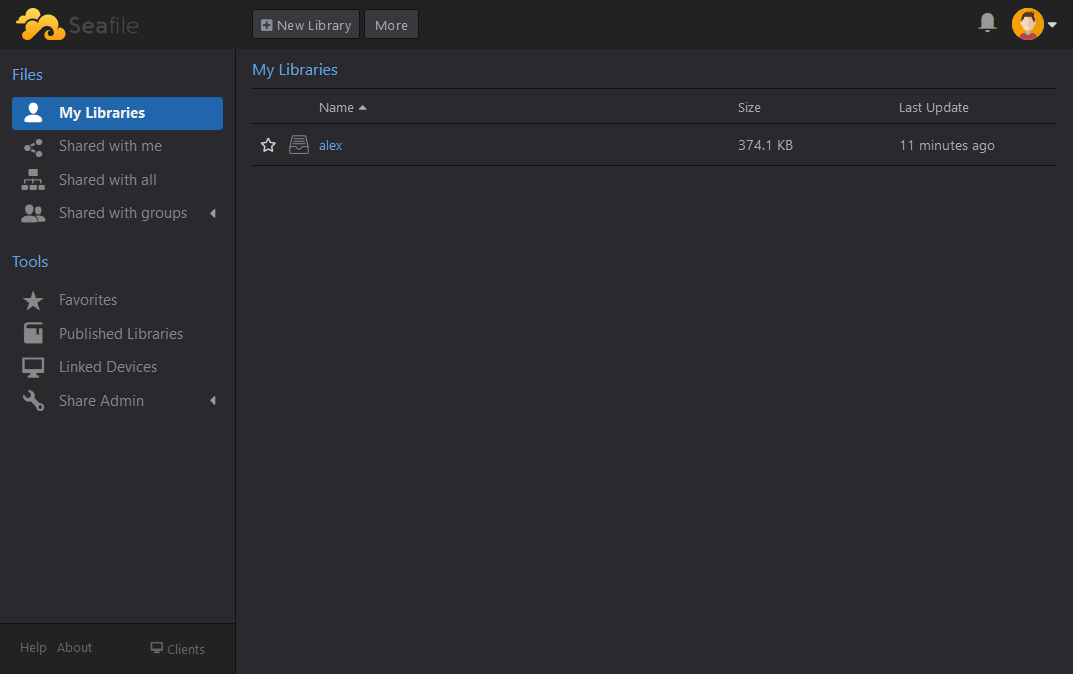 Seafile
New Library More
Files
My Libraries
Shared with me
Shared with all
Shared with groups
Tools
Favorites
Published Libraries
Linked Devices
Share Admin
Help About Clients
My Libraries
Name Size Last Update
alex 374.1 KB 11 minutes ago